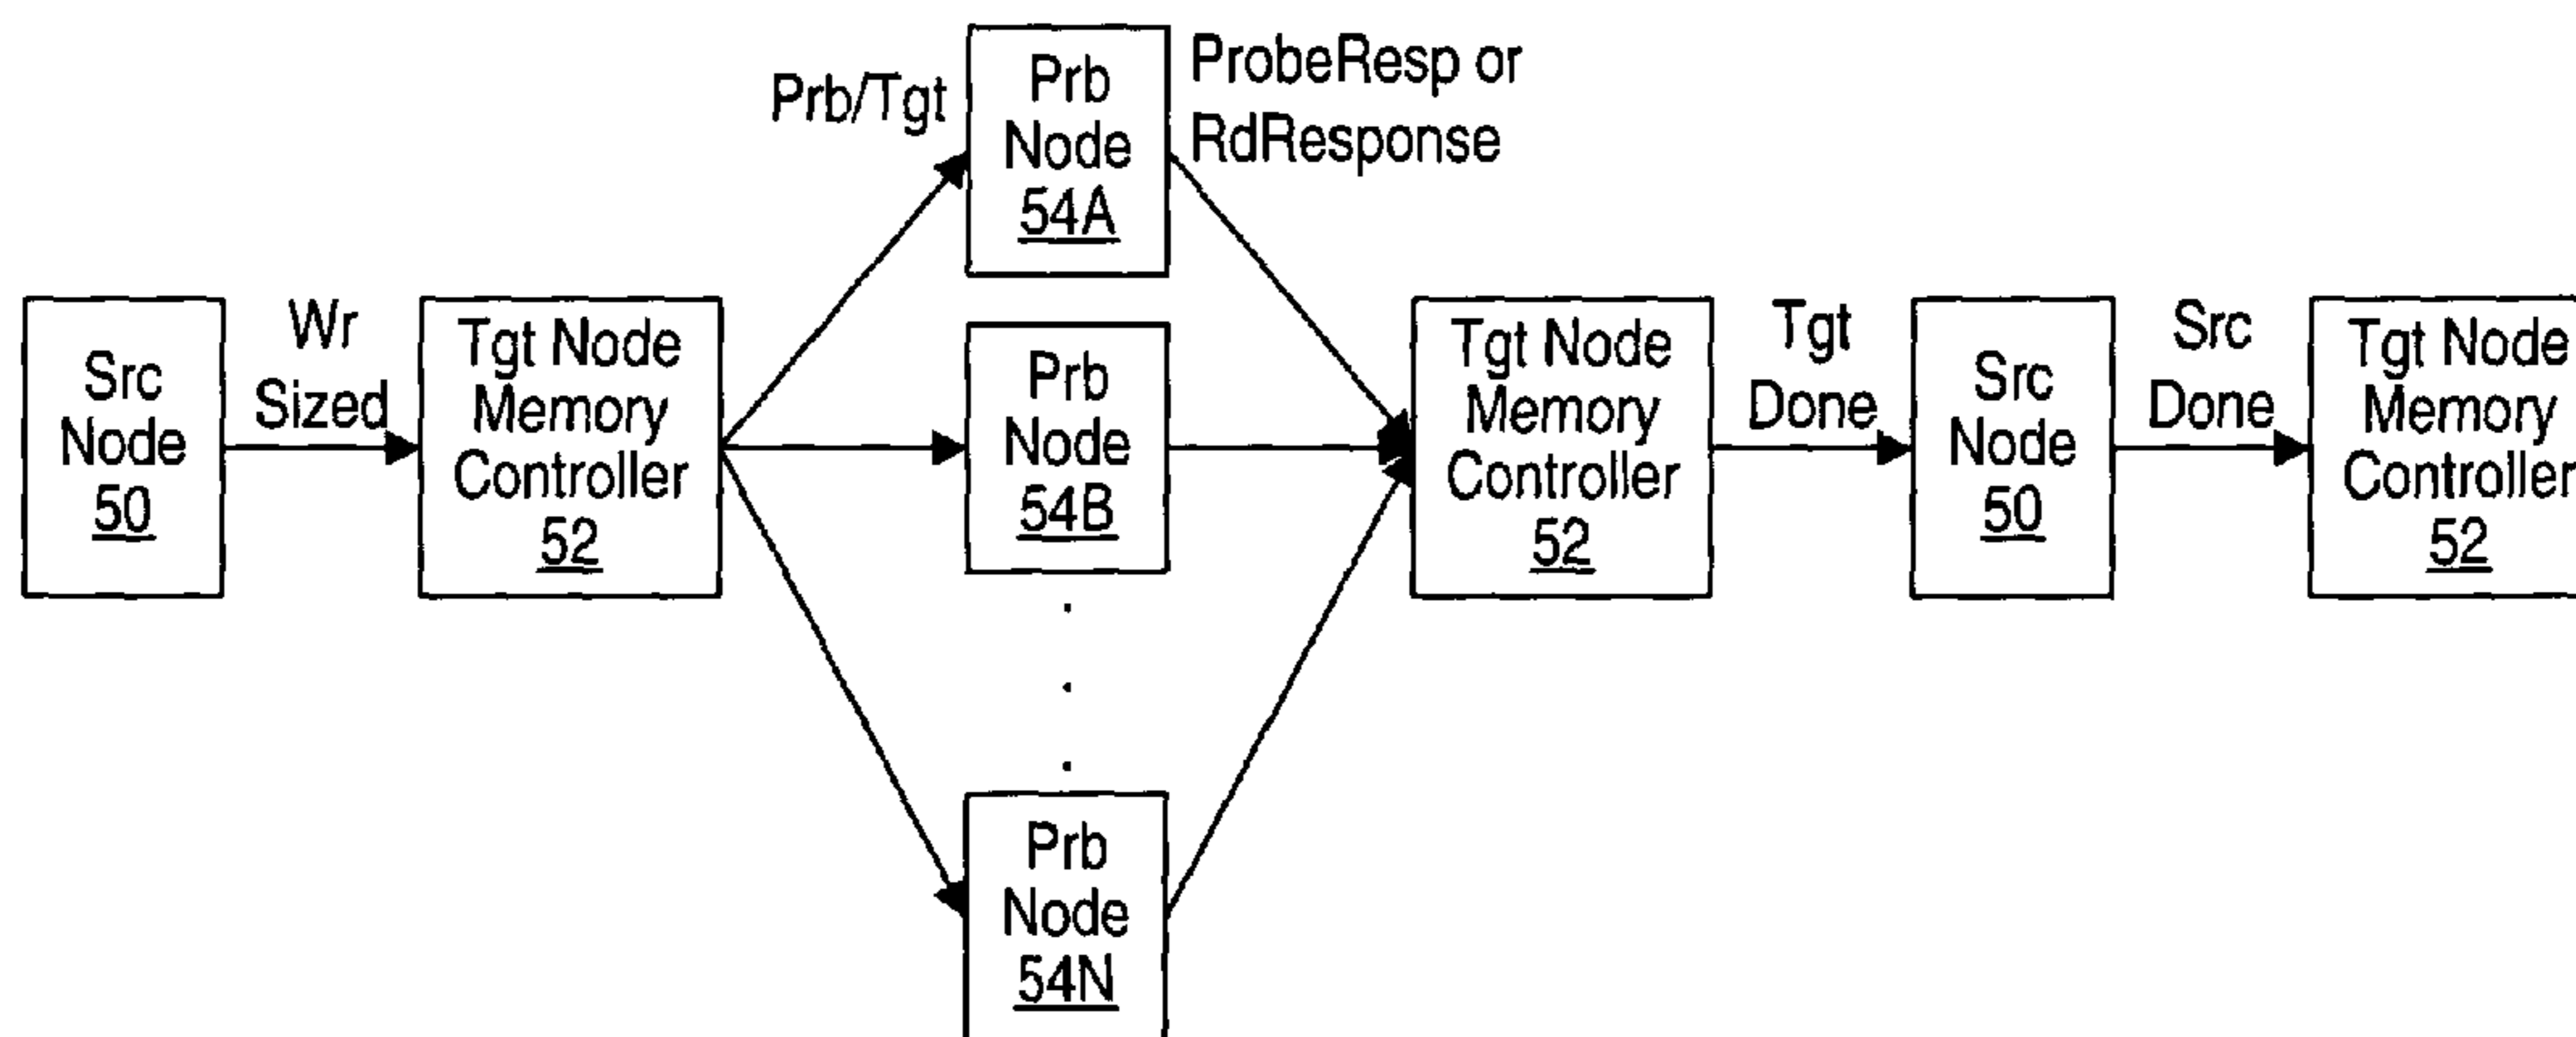 Src
Node
50
Wr
Sized
Tgt Node
Memory
Controller
52
Prb/Tgt
Prb
Node
54A
ProbeResp or
RdResponse
Prb
Node
54B
.
.
.
Prb
Node
54N
Tgt Node
Memory
Controller
52
Tgt
Done
Src
Node
50
Src
Done
Tgt Node
Memory
Controller
52